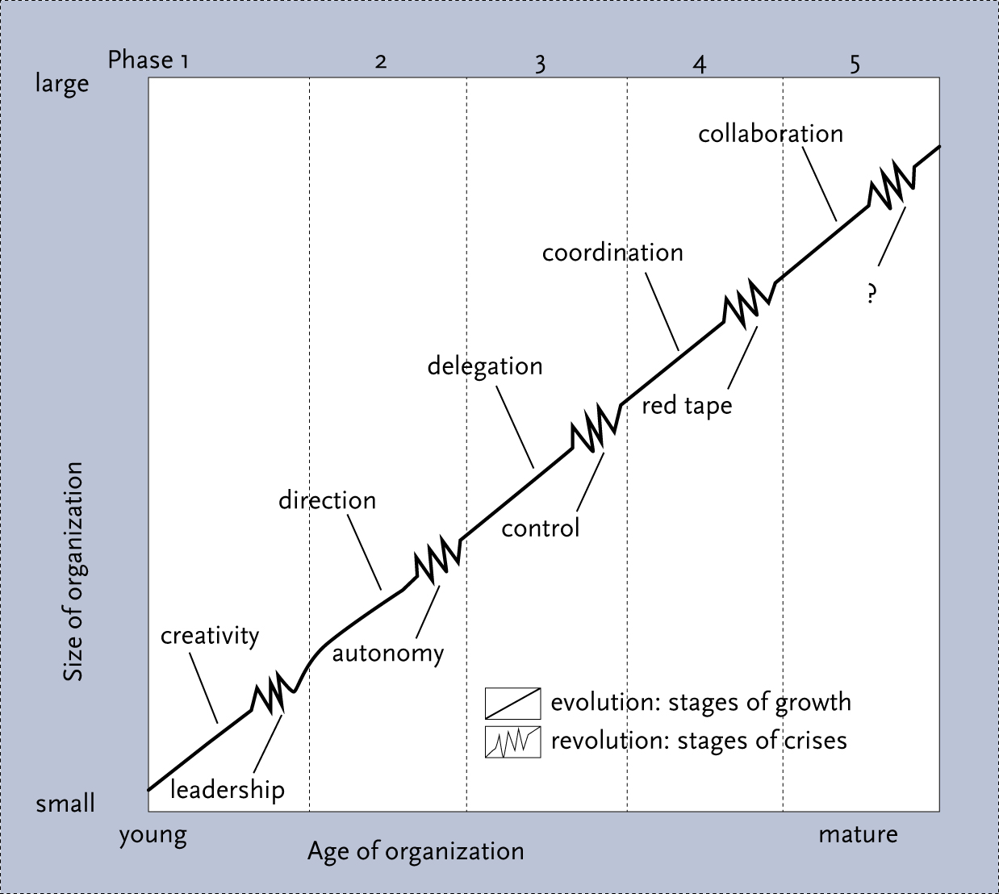 Phase 1
2
3
4
5
large
collaboration
coordination
?
delegation
red tape
direction
control
creativity
autonomy
Size of organization
evolution: stages of growth
revolution: stages of crises
leadership
small
young
mature
Age of organization